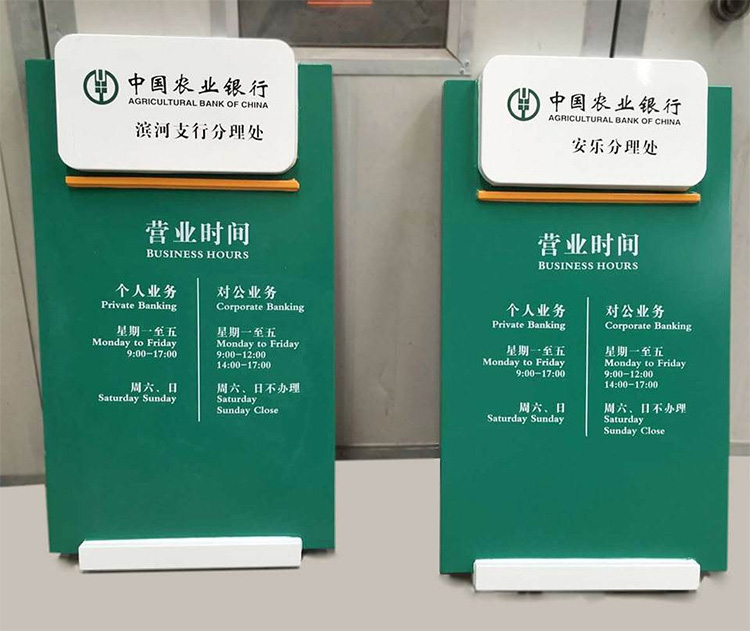 中国农业银行
AGRICULTURAL BANK OF CHINA
滨河支行分理处
营业时间
BUSINESS HOURS
个人业务
Private Banking
星期一至五
Monday to Friday
9:00-17:00
周六、日
Saturday Sunday
对公业务
Corporate Banking
星期一至五
Monday to Friday
9:00-12:00
14:00-17:00
周六、日不办理
Saturday
Sunday Close
中国农业银行
AGRICULTURAL BANK OF CHINA
安乐分理处
营业时间
BUSINESS HOURS
个人业务
Private Banking
星期一至五
Monday to Friday
9:00-17:00
周六、日
Saturday Sunday
对公业务
Corporate Banking
星期一至五
Monday to Friday
9:00-12:00
14:00-17:00
周六、日不办理
Saturday
Sunday Close